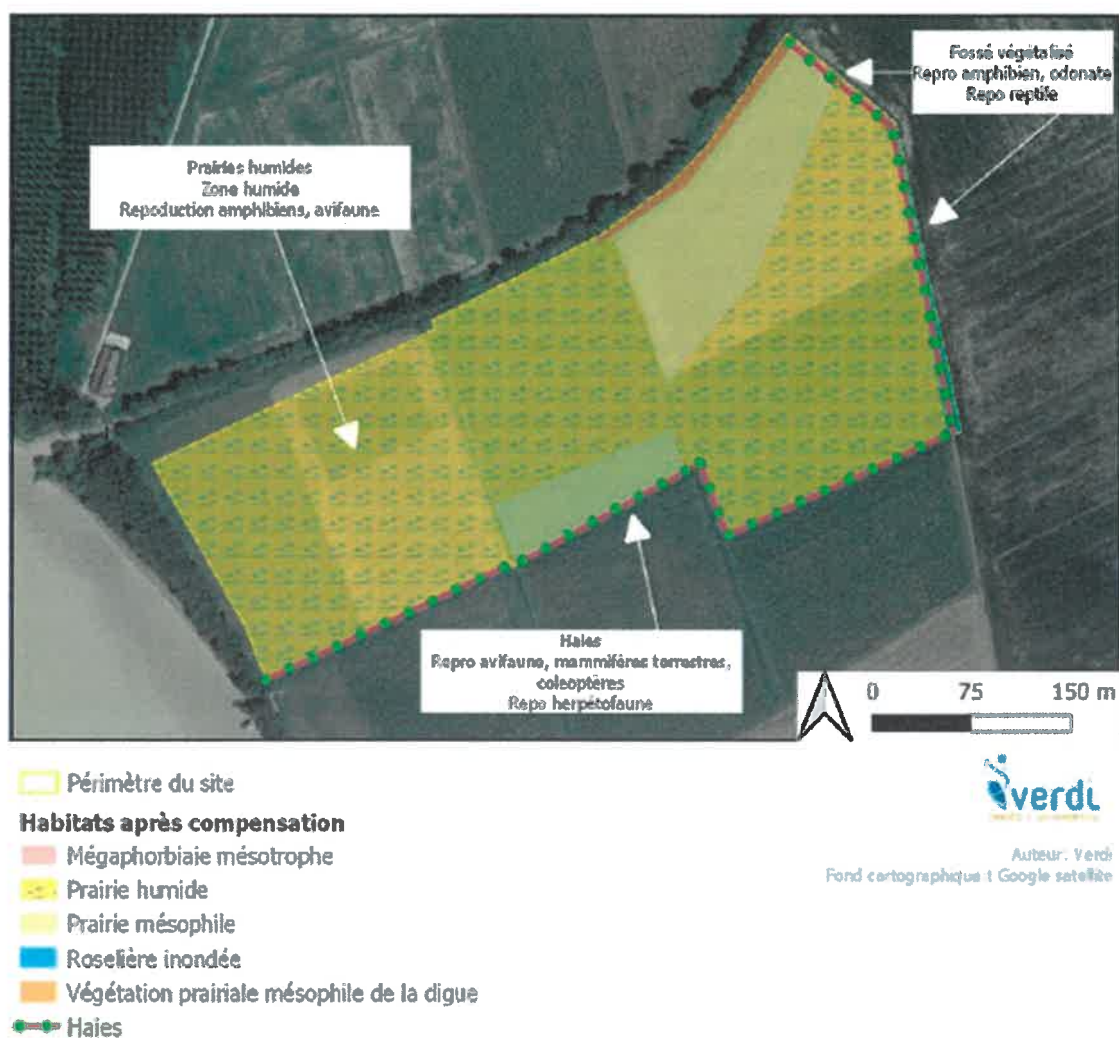 Fossé végétalisé
Repro amphibien, odonate
Repo reptile
Prairies humides
Zone humide
Repoduction amphibiens, avifaune
Haies
Repro avifaune, mammifères terrestres,
coleoptères
Repo herpétofaune
0 75 150 m
Périmètre du site
Habitats après compensation
Mégaphorbiaie mésotrophe
Prairie humide
Prairie mésophile
Roselière inondée
Végétation prairiale mésophile de la digue
Haies
verdi
Auteur: Verdi
Fond cartographique : Google satellite